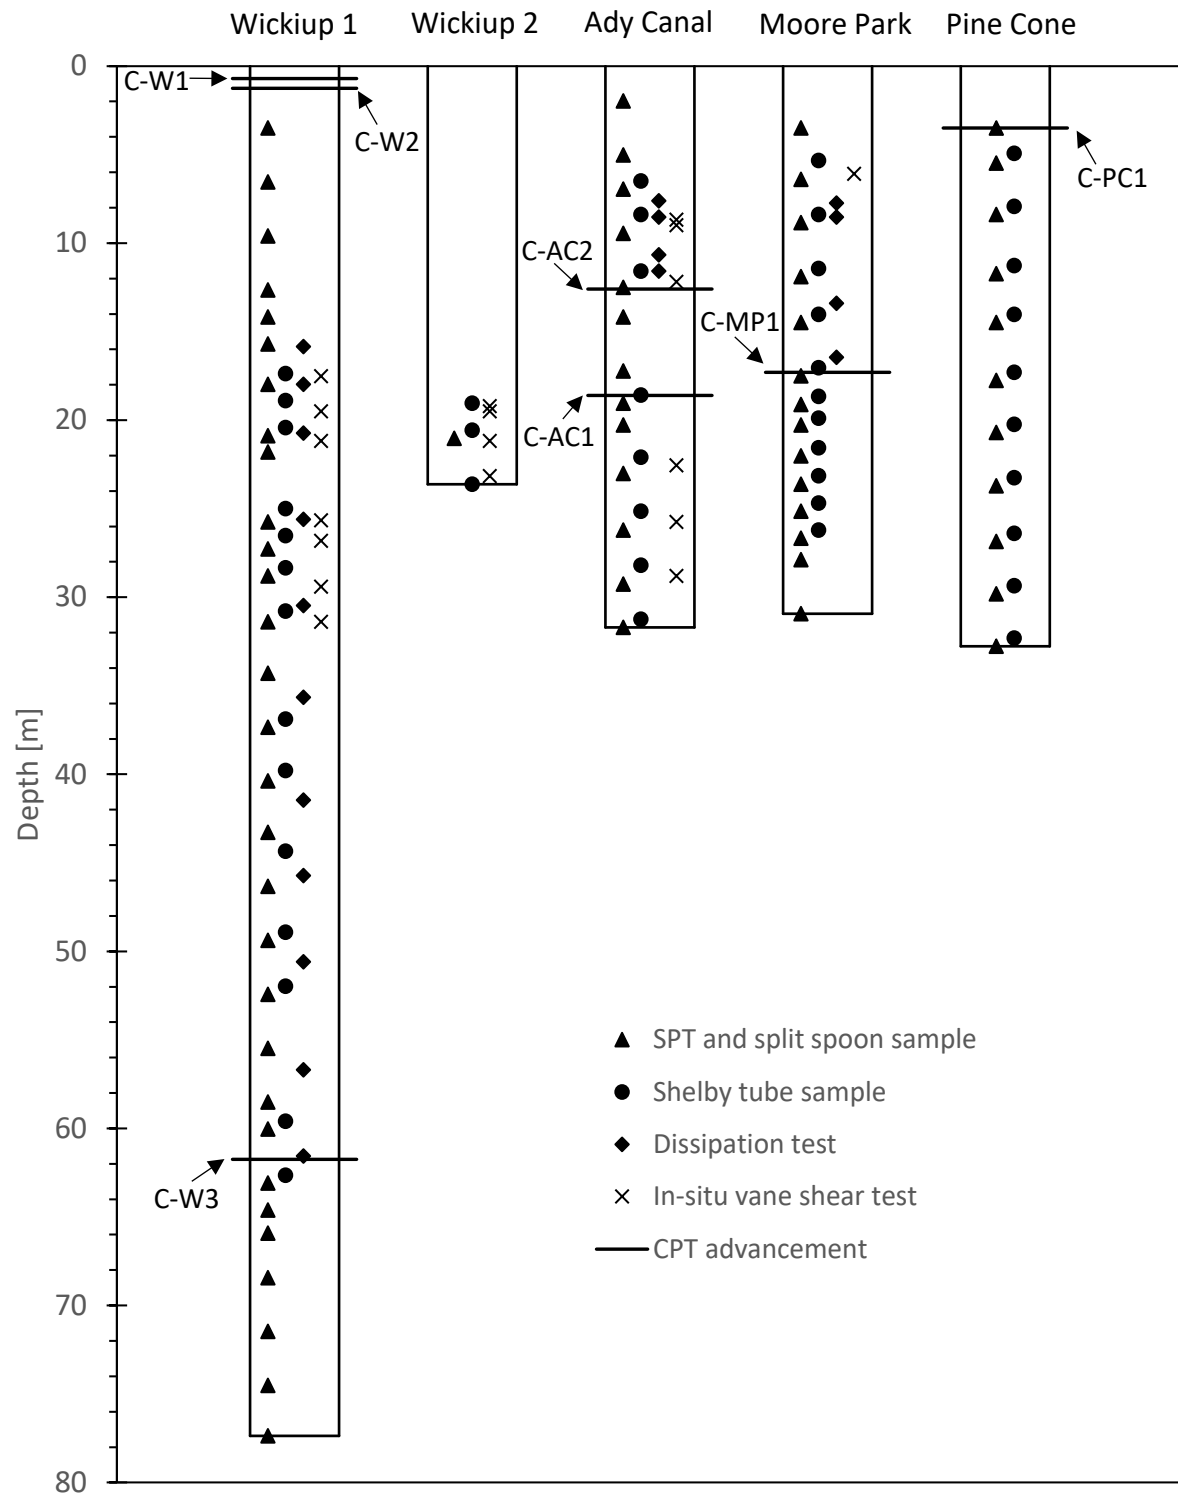 Wickiup 1
Wickiup 2
Ady Canal
Moore Park
Pine Cone
0
C-W1
C-W2
C-PC1
10
C-AC2
C-MP1
20
C-AC1
30
Depth [m]
40
50
SPT and split spoon sample
Shelby tube sample
60
Dissipation test
C-W3
In-situ vane shear test
CPT advancement
70
80